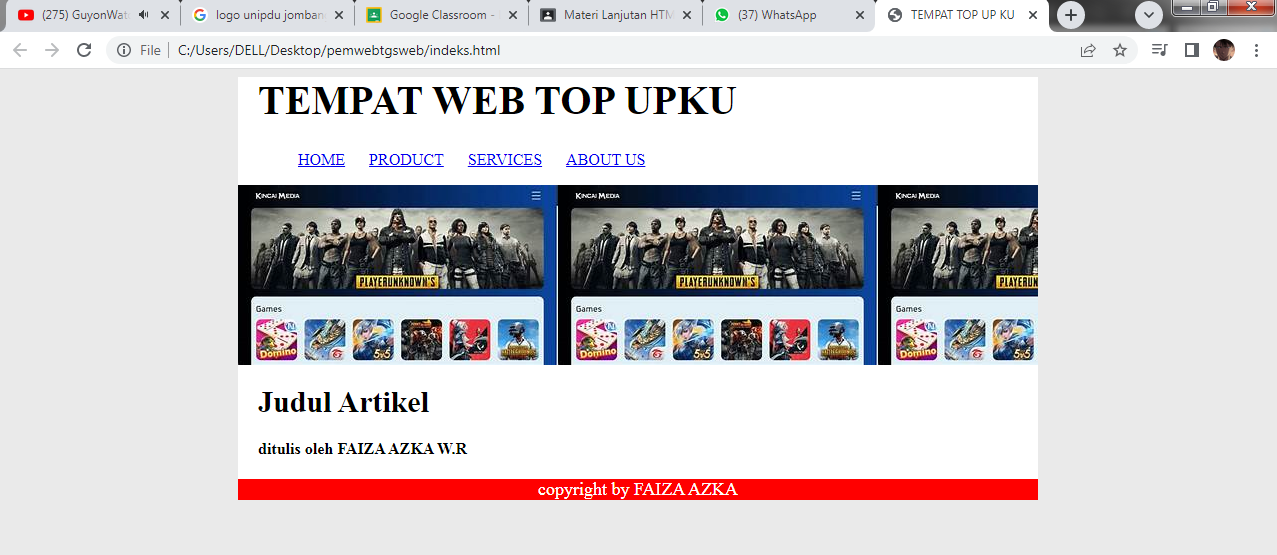 (275) GuyonWat
logo unipdu jomban
Google Classroom -
Materi Lanjutan HTM
(37) WhatsApp
TEMPAT TOP UP KU
File
C:/Users/DELL/Desktop/pemwebtgsweb/indeks.html
TEMPAT WEB TOP UPKU
HOME PRODUCT SERVICES ABOUT US
KINCAI MEDIA KINCAI MEDIA KINCAI MEDIA
PLAYERUNKNOWN'S PLAYERUNKNOWN'S PLAYERUNKN
Games Games Games
Domino 5v5 Domino 5v5 Domino 5v5
Judul Artikel
ditulis oleh FAIZA AZKA W.R
copyright by FAIZA AZKA